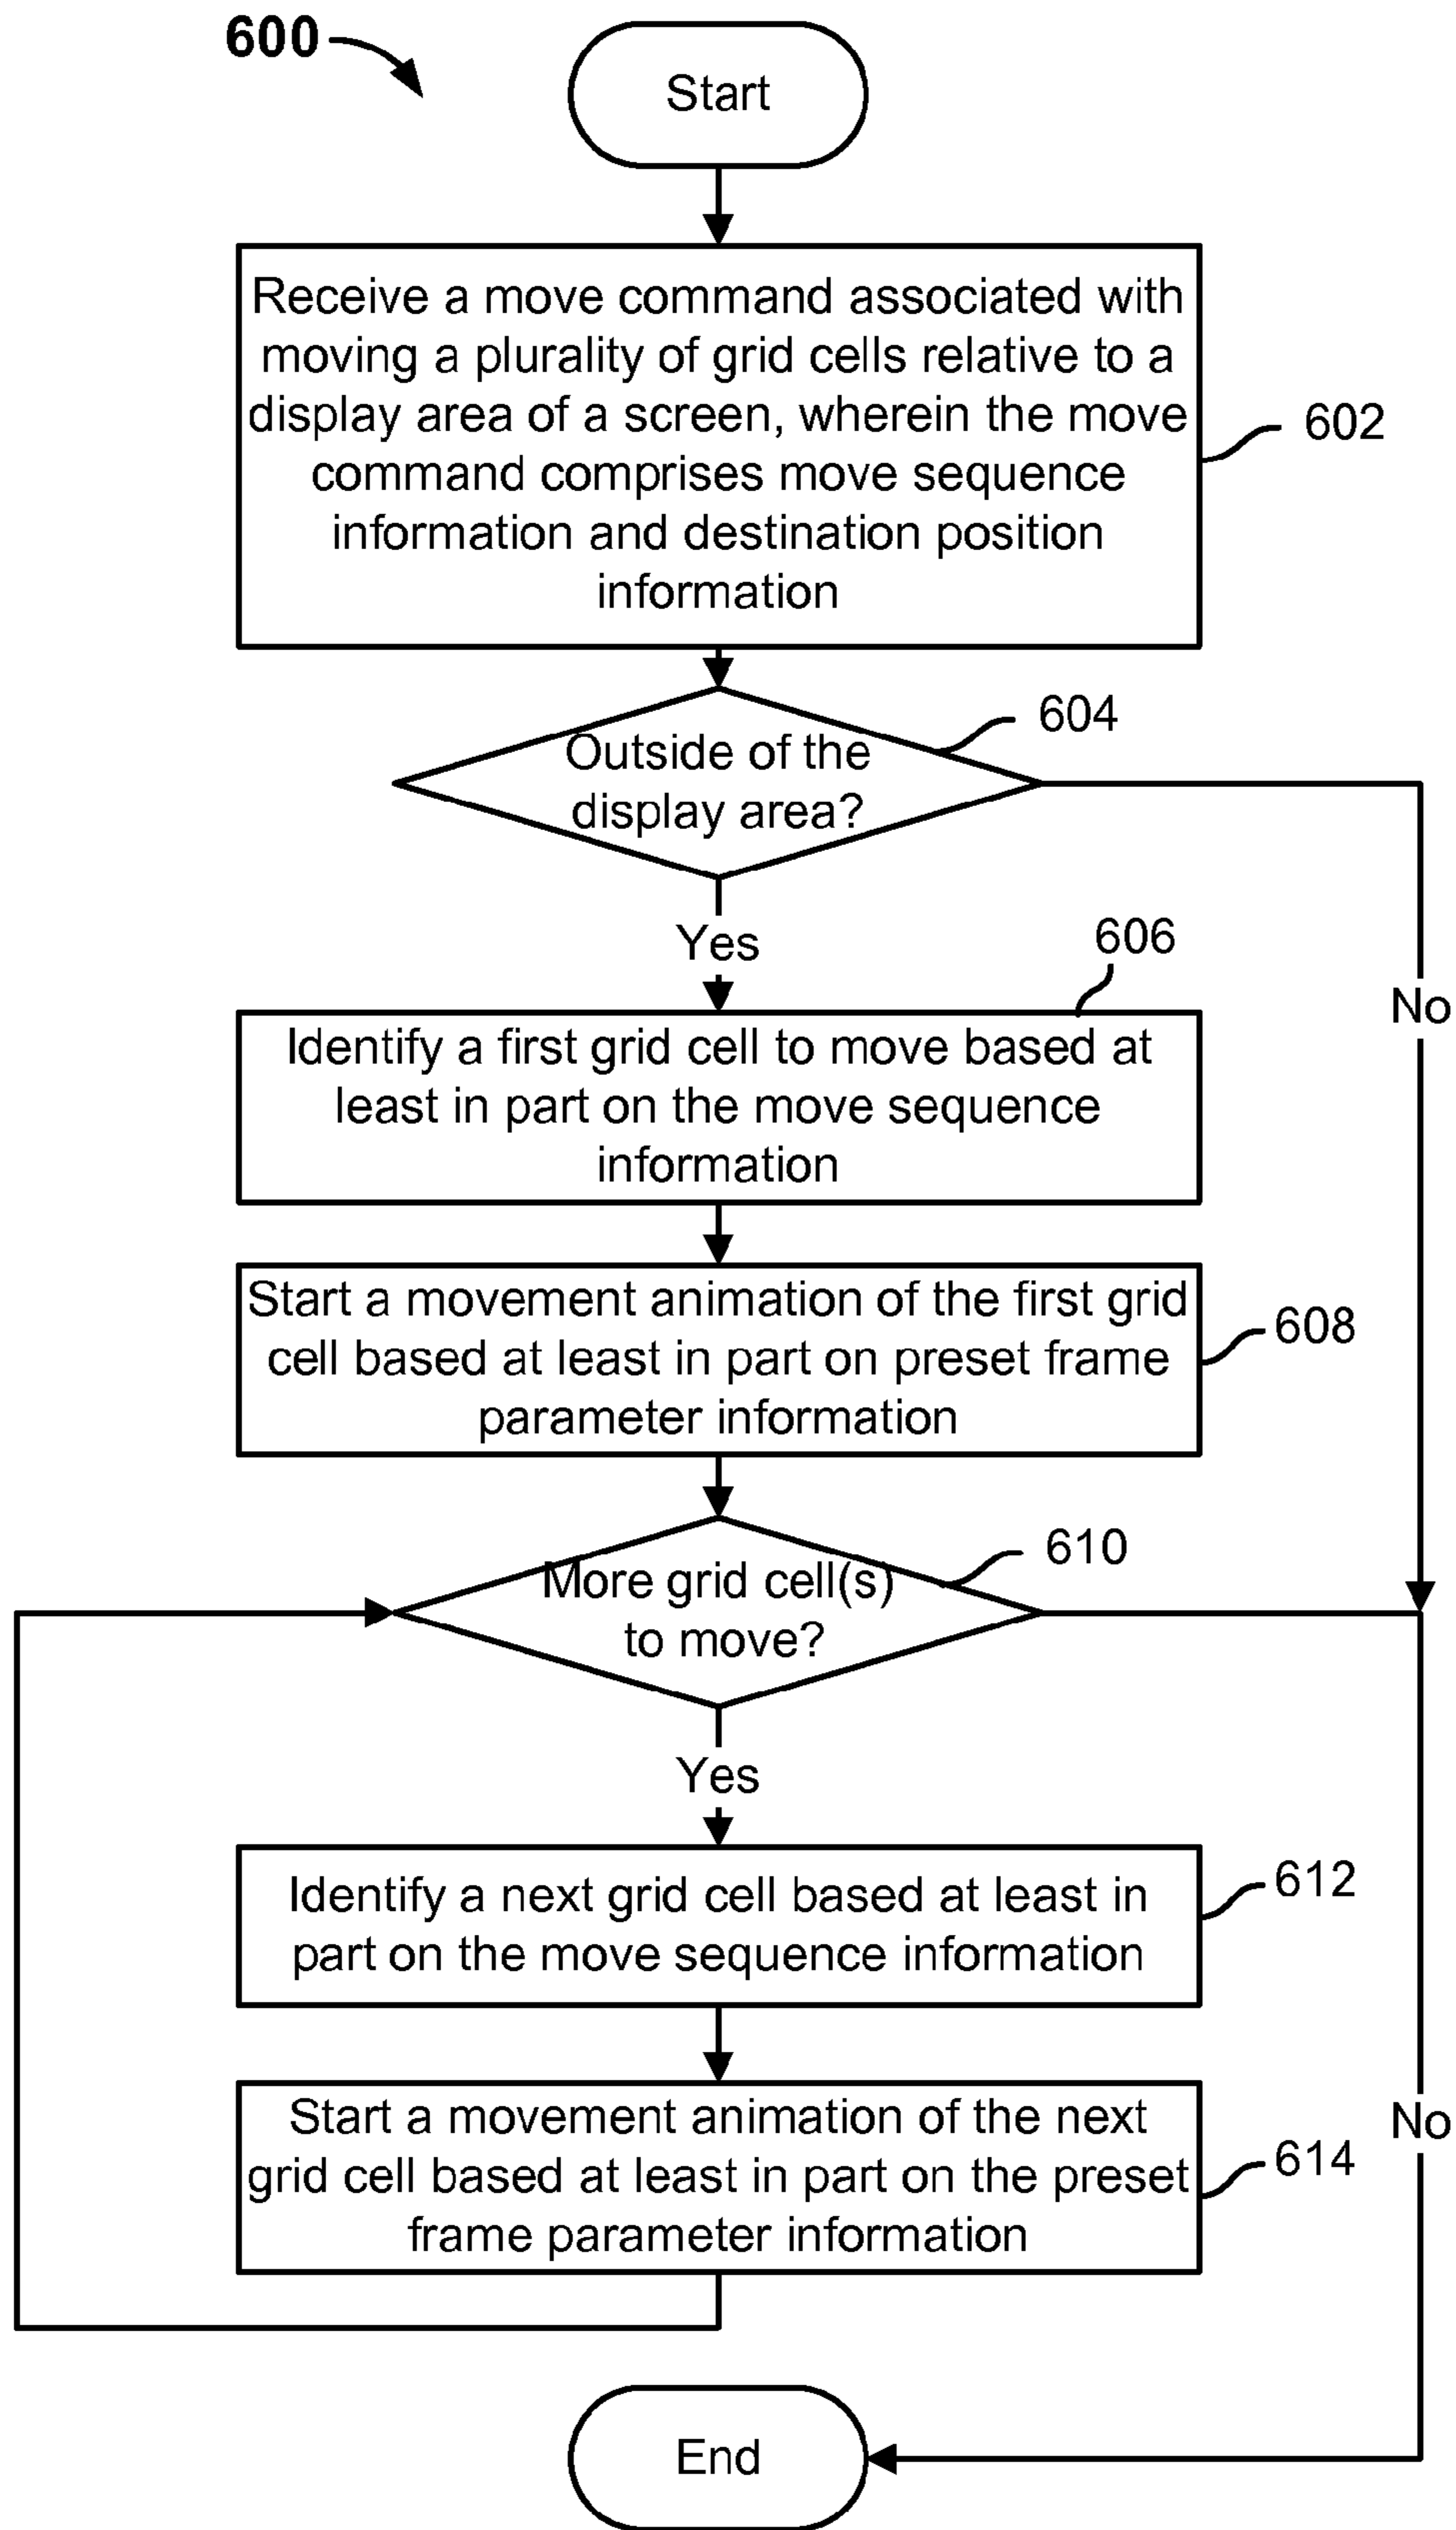 600
Start
Receive a move command associated with
moving a plurality of grid cells relative to a
display area of a screen, wherein the move
command comprises move sequence
information and destination position
information
602
604
Outside of the
display area?
Yes
No
606
Identify a first grid cell to move based at
least in part on the move sequence
information
Start a movement animation of the first grid
cell based at least in part on preset frame
parameter information
608
610
More grid cell(s)
to move?
Yes
Identify a next grid cell based at least in
part on the move sequence information
612
Start a movement animation of the next
grid cell based at least in part on the preset
frame parameter information
614
No
End